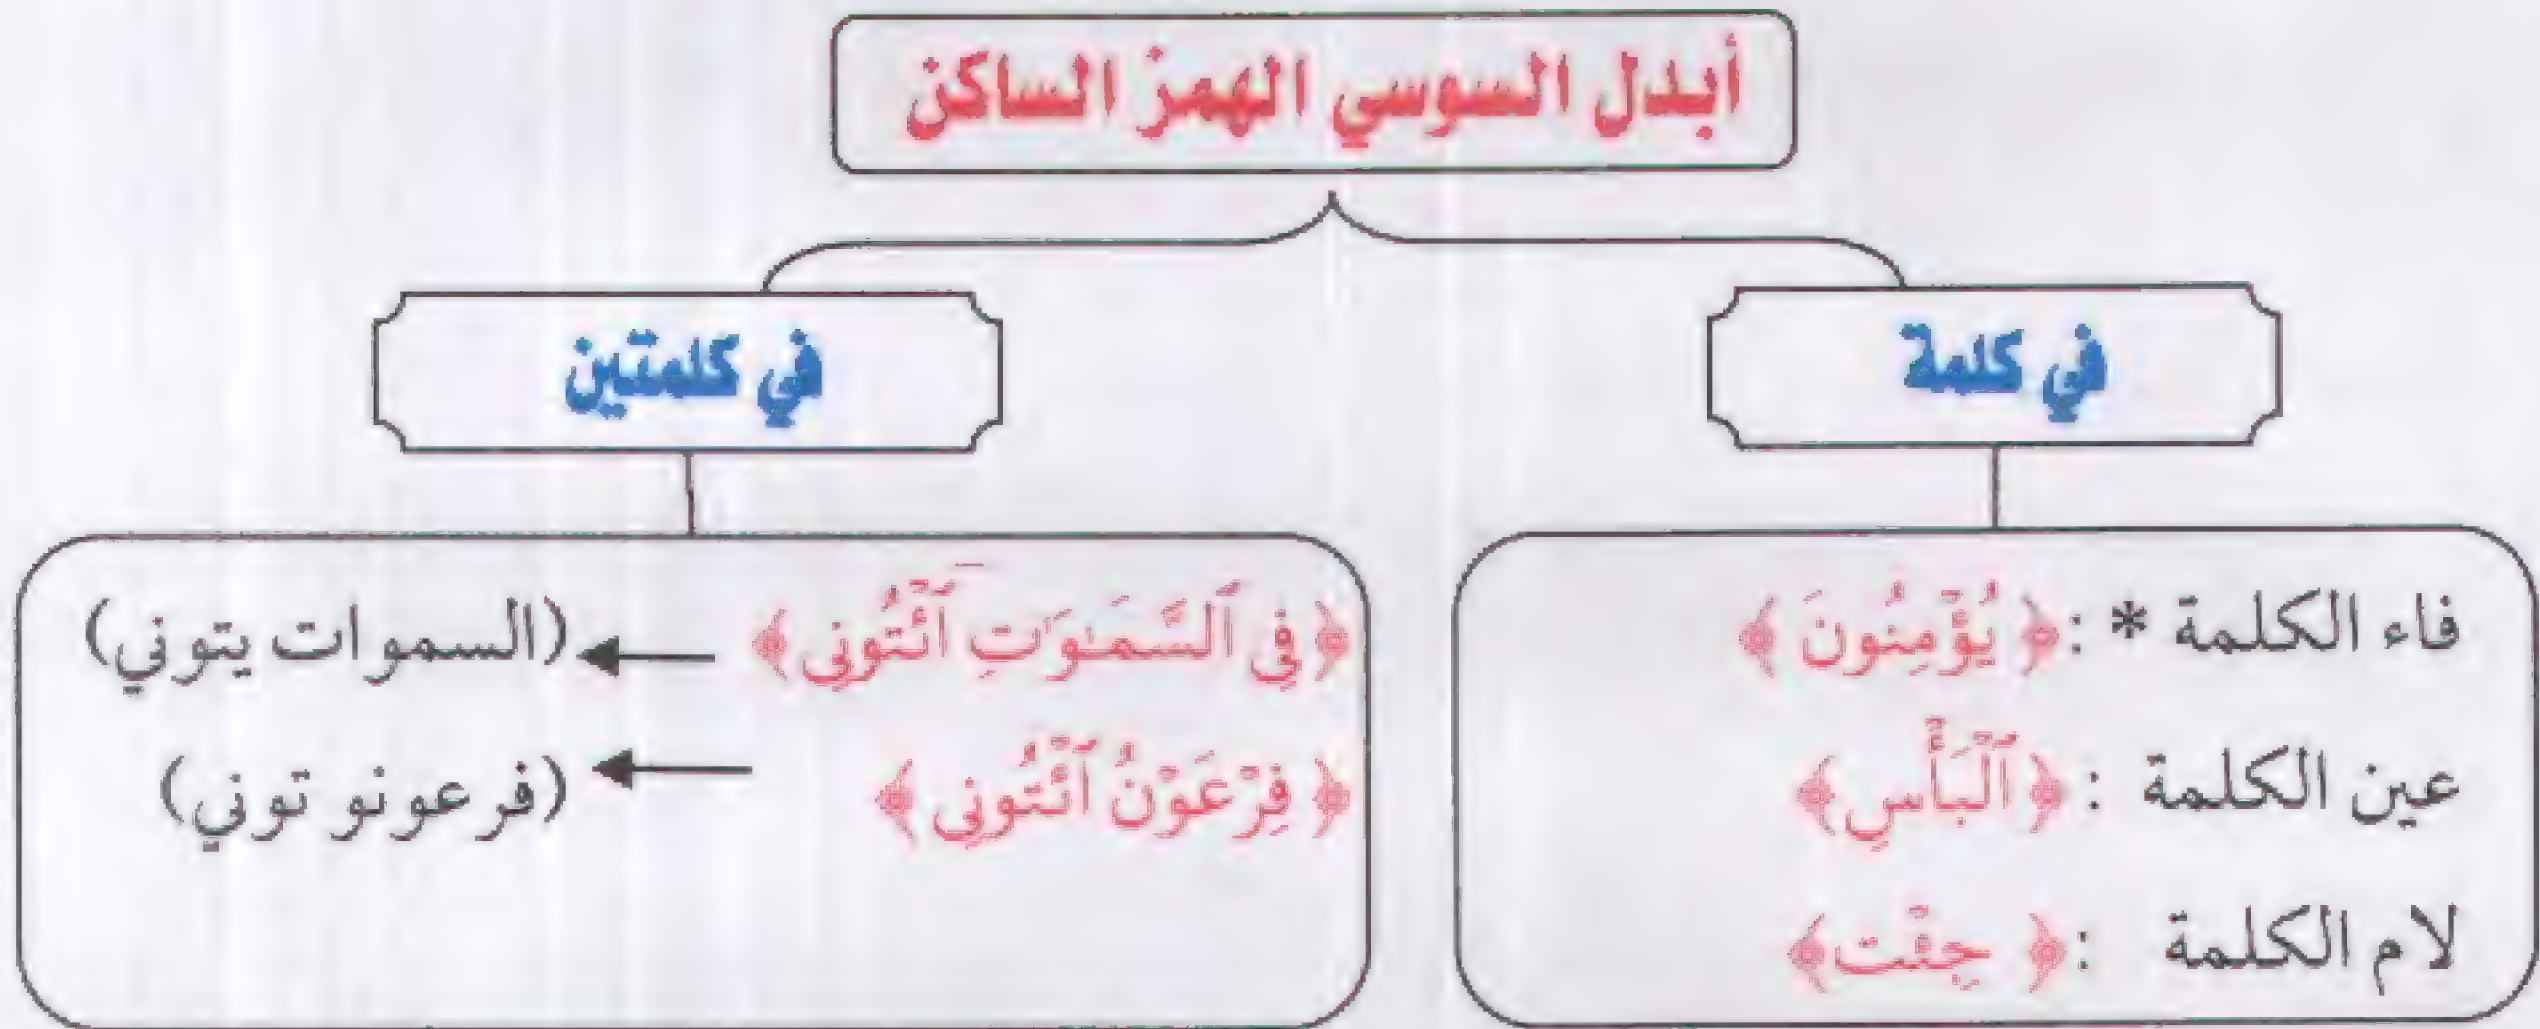 أبدل السوسي الهمز الساكن
في كلمة
في كلمتين
فاء الكلمة * : ﴿ يُؤْمِنُونَ ﴾
عين الكلمة : ﴿ ٱلْبَأْسِ ﴾
لام الكلمة : ﴿ جِئْت ﴾
﴿ فِي ٱلسَّمَـٰوَٰتِ ٱئْتُونِي ﴾ ← (السموات يتوني)
﴿ فِرْعَوْنُ ٱئْتُونِي ﴾ ← (فرعونو توني)